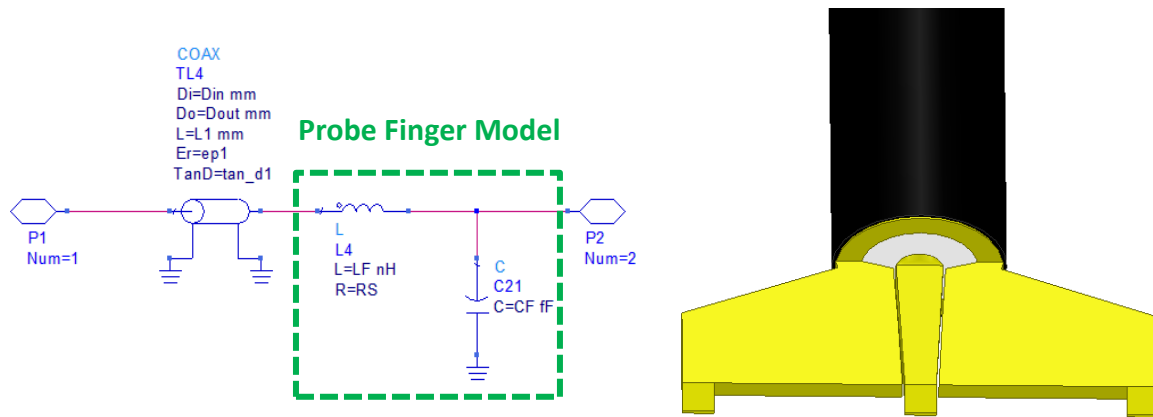 COAX
TL4
Di=Din mm
Do=Dout mm
L=L1 mm
Er=ep1
TanD=tan_d1
Probe Finger Model
P1
Num=1
L
L4
L=LF nH
R=RS
C
C21
C=CF fF
P2
Num=2